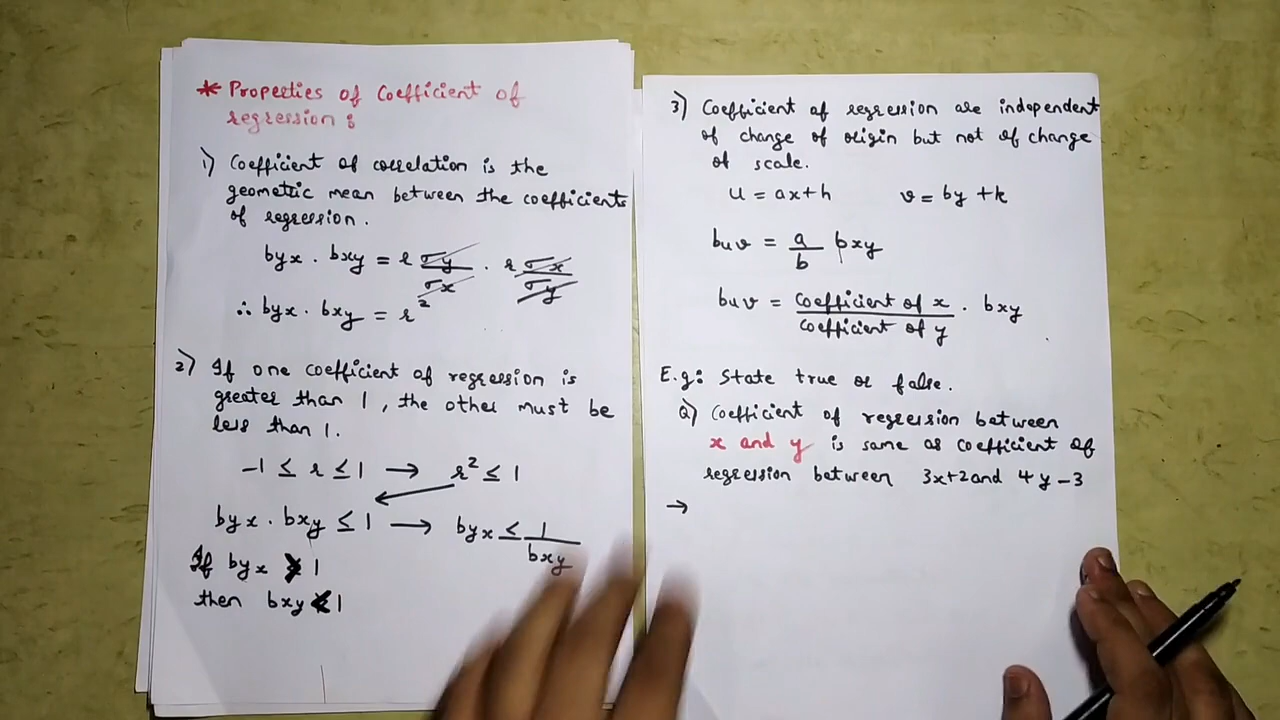 * Properties of Coefficient of
regression :
1) Coefficient of correlation is the
geometric mean between the coefficients
of regression.
byx . bxy = r σy/σx . r σx/σy
∴ byx . bxy = r²
2) If one coefficient of regression is
greater than 1, the other must be
less than 1.
-1 ≤ r ≤ 1 → r² ≤ 1
byx . bxy ≤ 1 → byx ≤ 1/bxy
If byx > 1
then bxy < 1
3) Coefficient of regression are independent
of change of origin but not of change
of scale.
u = ax+h v = by +k
buv = a/b bxy
buv = coefficient of x/coefficient of y . bxy
E.g: State true or false.
a) Coefficient of regression between
x and y is same as coefficient of
regression between 3x+2 and 4y-3
→